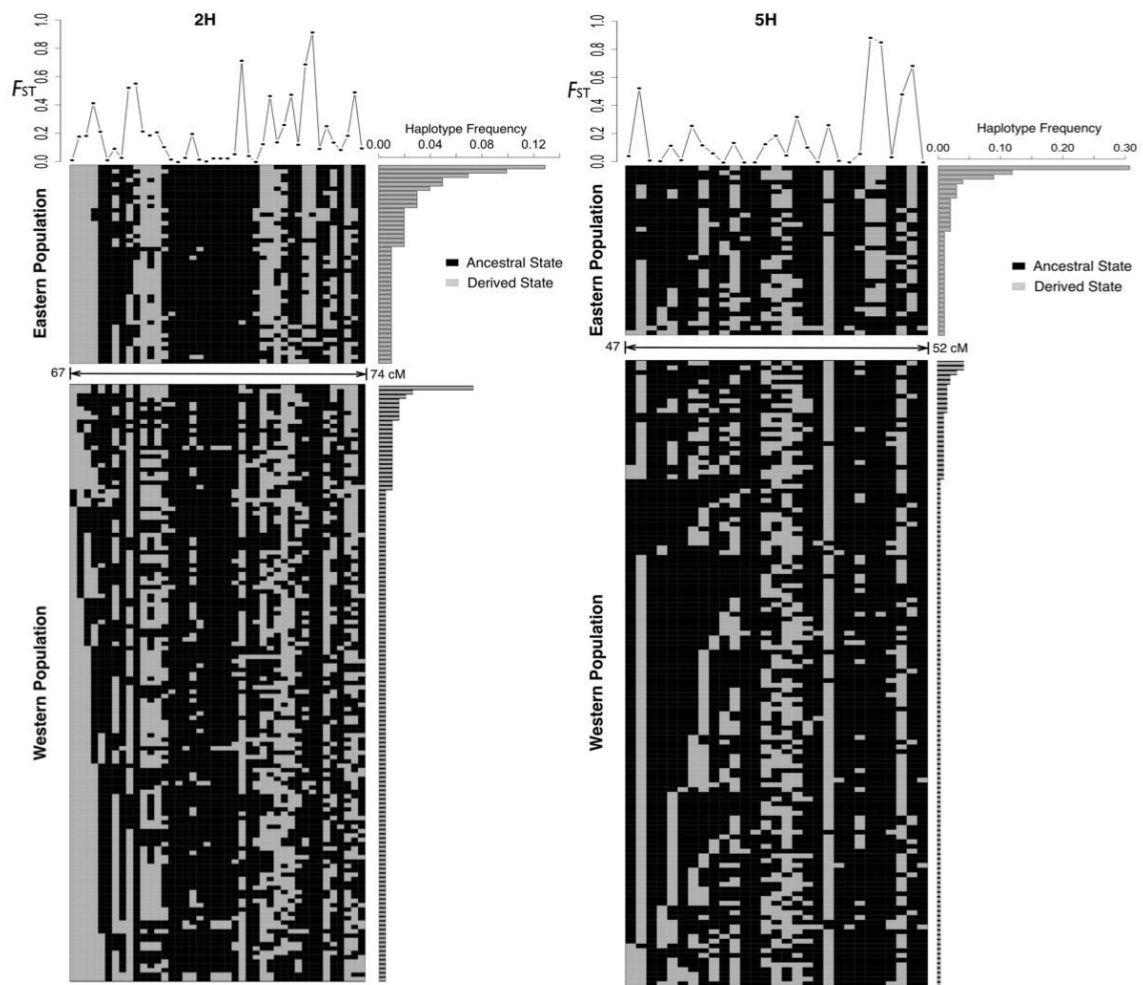 2H
1.0
0.8
0.6
0.4
0.2
0.0
FST
Haplotype Frequency
0.00
0.04
0.08
0.12
Eastern Population
Ancestral State
Derived State
67
74 cM
Western Population
5H
1.0
0.8
0.6
0.4
0.2
0.0
FST
Haplotype Frequency
0.00
0.10
0.20
0.30
Eastern Population
Ancestral State
Derived State
47
52 cM
Western Population